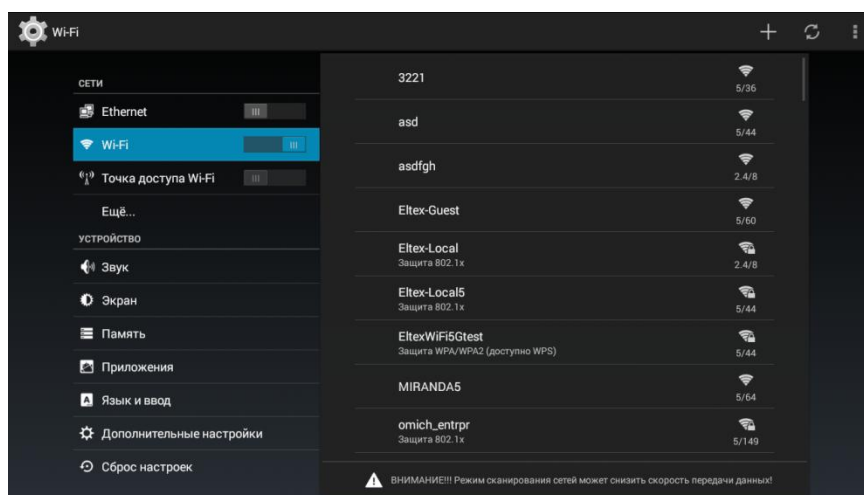 Wi-Fi
СЕТИ
Ethernet
Wi-Fi
Точка доступа Wi-Fi
Ещё...
УСТРОЙСТВО
Звук
Экран
Память
Приложения
Язык и ввод
Дополнительные настройки
Сброс настроек
3221
5/36
asd
5/44
asdfgh
2.4/8
Eltex-Guest
5/60
Eltex-Local
Защита 802.1x
2.4/8
Eltex-Local5
Защита 802.1x
5/44
EltexWiFi5Gtest
Защита WPA/WPA2 (доступно WPS)
5/44
MIRANDA5
5/64
omich_entrpr
Защита 802.1x
5/149
ВНИМАНИЕ!!! Режим сканирования сетей может снизить скорость передачи данных!